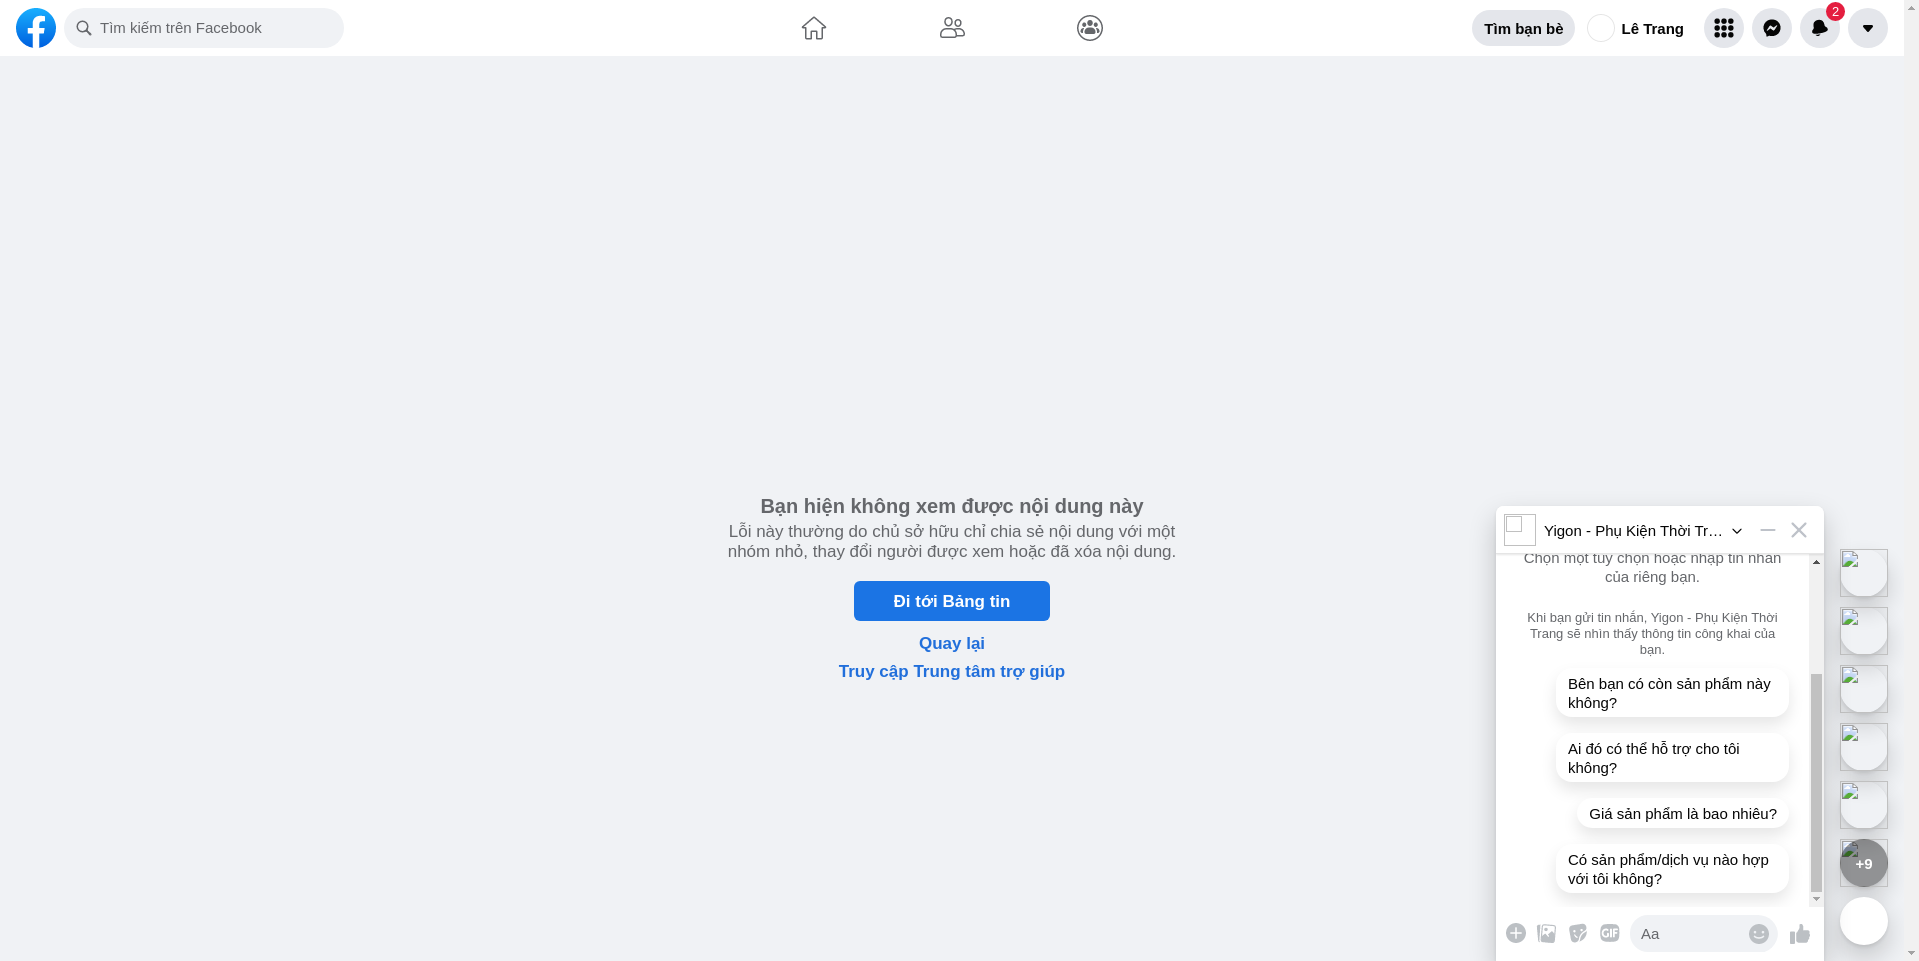 Tìm kiếm trên Facebook
Tìm bạn bè
Lê Trang
2
Bạn hiện không xem được nội dung này
Lỗi này thường do chủ sở hữu chỉ chia sẻ nội dung với một
nhóm nhỏ, thay đổi người được xem hoặc đã xóa nội dung.
Đi tới Bảng tin
Quay lại
Truy cập Trung tâm trợ giúp
Yigon - Phụ Kiện Thời Tr...
Chọn một tùy chọn hoặc nhập tin nhắn
của riêng bạn.
Khi bạn gửi tin nhắn, Yigon - Phụ Kiện Thời
Trang sẽ nhìn thấy thông tin công khai của
bạn.
Bên bạn có còn sản phẩm này
không?
Ai đó có thể hỗ trợ cho tôi
không?
Giá sản phẩm là bao nhiêu?
Có sản phẩm/dịch vụ nào hợp
với tôi không?
+9
GIF
Aa